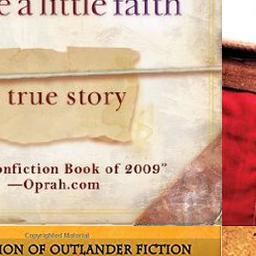 e a little faith
true story
onfiction Book of 2009"
—Oprah.com
Copyrighted Material
ION OF OUTLANDER FICTION